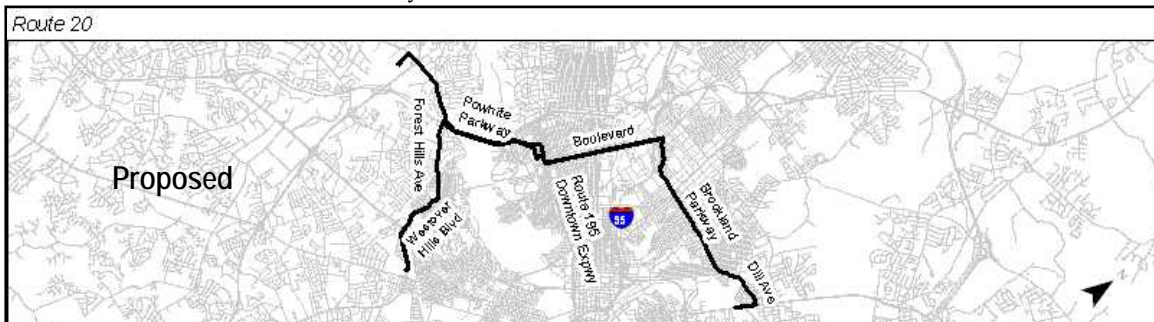 Route 20
Proposed
Forest Hills Ave
Powhite
Parkway
Boulevard
Westover
Hills Blvd
Route 195
Downtown Expwy
95
Brookland
Parkway
Dill Ave
N